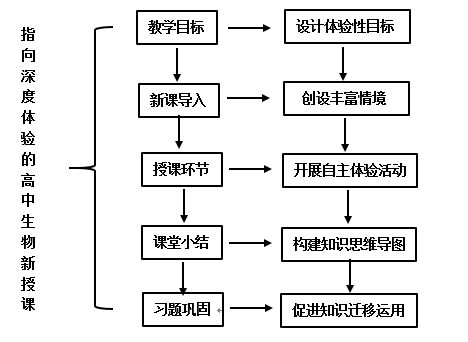 指向深度体验的高中生物新授课
教学目标
设计体验性目标
新课导入
创设丰富情境
授课环节
开展自主体验活动
课堂小结
构建知识思维导图
习题巩固
促进知识迁移运用